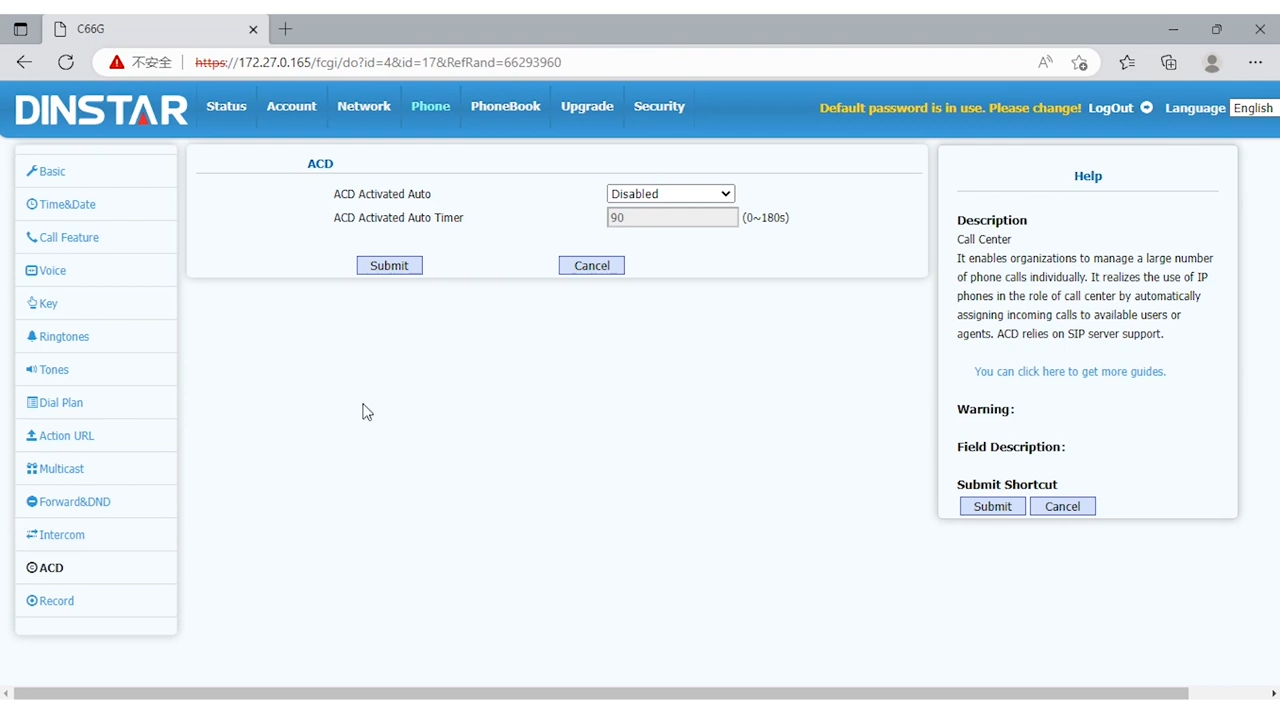 C66G
不安全 https://172.27.0.165/fcgi/do?id=4&id=17&RefRand=66293960
DINSTAR
Status Account Network Phone PhoneBook Upgrade Security
Default password is in use. Please change! LogOut Language English
Basic
Time&Date
Call Feature
Voice
Key
Ringtones
Tones
Dial Plan
Action URL
Multicast
Forward&DND
Intercom
ACD
Record
ACD
ACD Activated Auto Disabled
ACD Activated Auto Timer 90 (0~180s)
Submit Cancel
Help
Description
Call Center
It enables organizations to manage a large number
of phone calls individually. It realizes the use of IP
phones in the role of call center by automatically
assigning incoming calls to available users or
agents. ACD relies on SIP server support.
You can click here to get more guides.
Warning:
Field Description:
Submit Shortcut
Submit Cancel